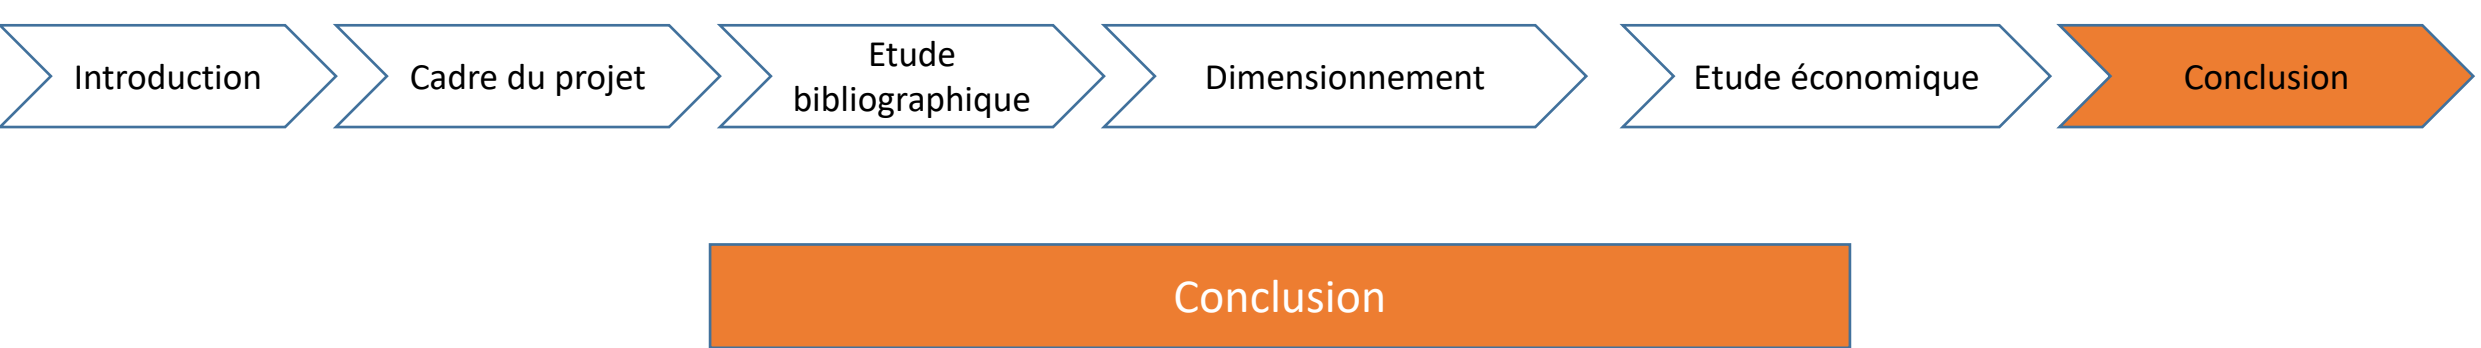 Introduction
Cadre du projet
Etude
bibliographique
Dimensionnement
Etude économique
Conclusion
Conclusion